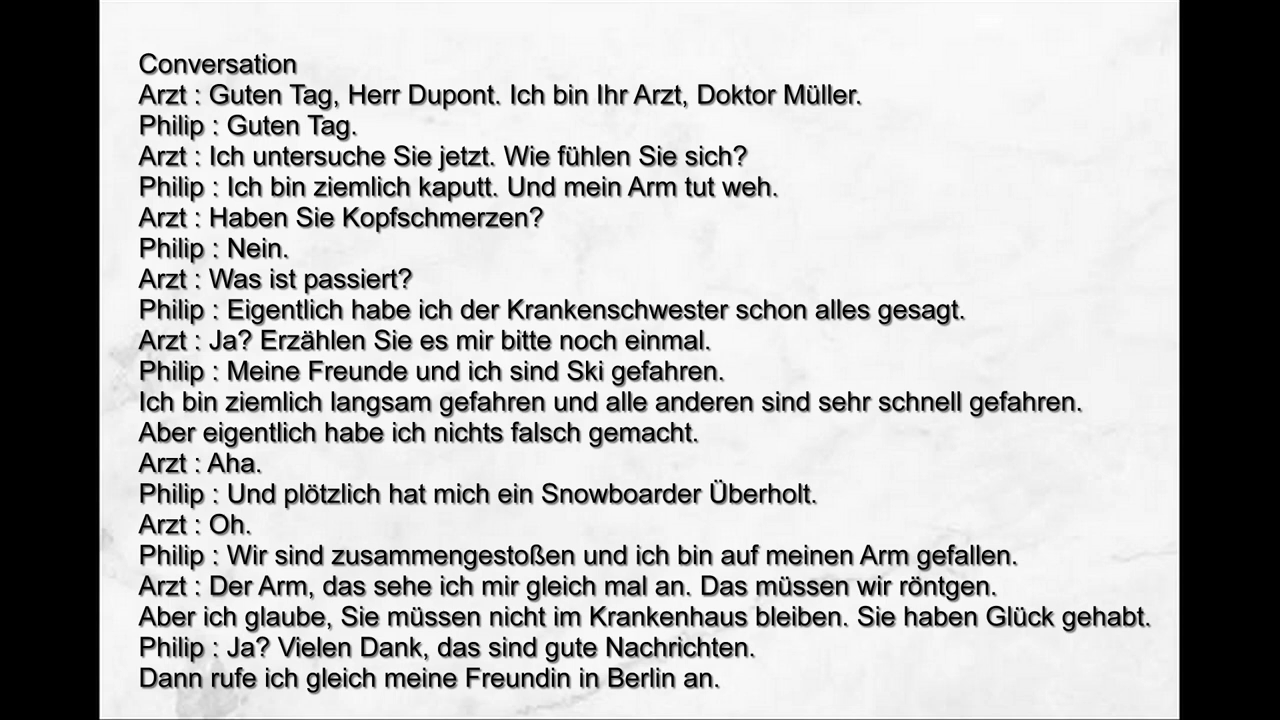 Conversation
Arzt : Guten Tag, Herr Dupont. Ich bin Ihr Arzt, Doktor Müller.
Philip : Guten Tag.
Arzt : Ich untersuche Sie jetzt. Wie fühlen Sie sich?
Philip : Ich bin ziemlich kaputt. Und mein Arm tut weh.
Arzt : Haben Sie Kopfschmerzen?
Philip : Nein.
Arzt : Was ist passiert?
Philip : Eigentlich habe ich der Krankenschwester schon alles gesagt.
Arzt : Ja? Erzählen Sie es mir bitte noch einmal.
Philip : Meine Freunde und ich sind Ski gefahren.
Ich bin ziemlich langsam gefahren und alle anderen sind sehr schnell gefahren.
Aber eigentlich habe ich nichts falsch gemacht.
Arzt : Aha.
Philip : Und plötzlich hat mich ein Snowboarder Überholt.
Arzt : Oh.
Philip : Wir sind zusammengestoßen und ich bin auf meinen Arm gefallen.
Arzt : Der Arm, das sehe ich mir gleich mal an. Das müssen wir röntgen.
Aber ich glaube, Sie müssen nicht im Krankenhaus bleiben. Sie haben Glück gehabt.
Philip : Ja? Vielen Dank, das sind gute Nachrichten.
Dann rufe ich gleich meine Freundin in Berlin an.